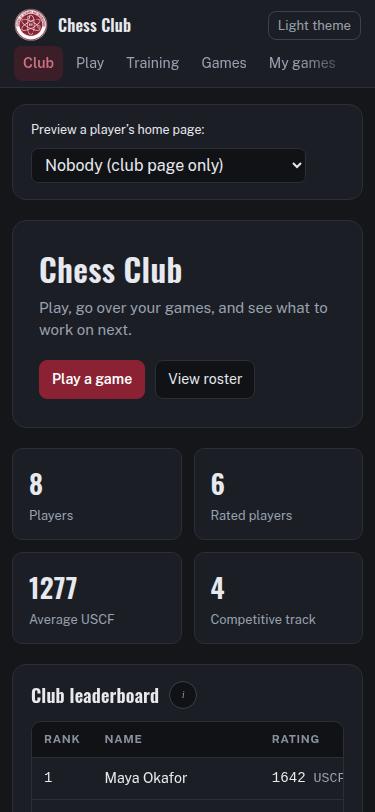 Chess Club
Light theme
Club Play Training Games My games
Preview a player's home page:
Nobody (club page only)
Chess Club
Play, go over your games, and see what to
work on next.
Play a game View roster
8
Players
6
Rated players
1277
Average USCF
4
Competitive track
Club leaderboard i
RANK NAME RATING
1 Maya Okafor 1642 USCF